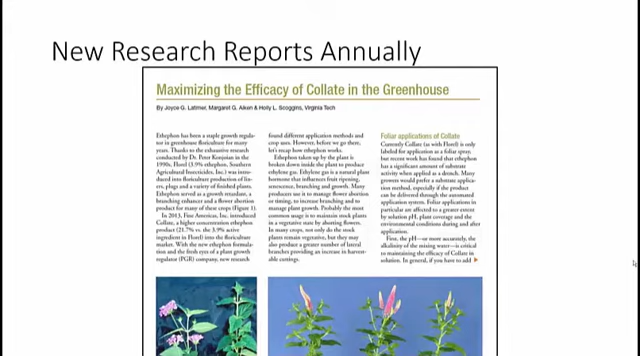 New Research Reports Annually
Maximizing the Efficacy of Collate in the Greenhouse
By Joyce G. Latimer, Margaret G. Aiken & Holly L. Scoggins, Virginia Tech
Ethephon has been a staple growth regula-
tor in greenhouse floriculture for many
years. Thanks to the exhaustive research
conducted by Dr. Peter Konjoian in the
1990s, Florel (3.9% ethephon, Southern
Agricultural Insecticides, Inc.) was intro-
duced into floriculture production of lin-
ers, plugs and a variety of finished plants.
Ethephon served as a growth retardant, a
branching enhancer and a flower abortion
product for many of these crops (Figure 1).
In 2013, Fine Americas, Inc. introduced
Collate, a higher concentration ethephon
product (21.7% vs. the 3.9% active
ingredient in Florel) into the floriculture
market. With the new ethephon formula-
tion and the fresh eyes of a plant growth
regulator (PGR) company, new research
found different application methods and
crop uses. However, before we go there,
let's recap how ethephon works.
Ethephon taken up by the plant is
broken down inside the plant to produce
ethylene gas. Ethylene gas is a natural plant
hormone that influences fruit ripening,
senescence, branching and growth. Many
producers use it to manage flower abortion
or timing, to increase branching and to
manage plant growth. Probably the most
common usage is to maintain stock plants
in a vegetative state by aborting flowers.
In many crops, not only do the stock
plants remain vegetative, but they may
also produce a greater number of lateral
branches providing an increase in harvest-
able cuttings.
Foliar applications of Collate
Currently Collate (as with Florel) is only
labeled for application as a foliar spray,
but recent work has found that ethephon
has a significant amount of substrate
activity when applied as a drench. Many
growers would prefer a substrate applica-
tion method, especially if the product
can be delivered through the automated
application system. Foliar applications in
particular are affected to a greater extent
by solution pH, plant coverage and the
environmental conditions during and after
application.
First, the pH—or more accurately, the
alkalinity of the mixing water—is critical
to maintaining the efficacy of Collate in
solution. In general, if you have to add